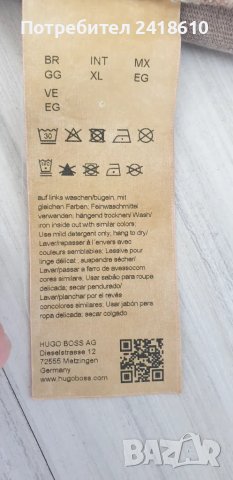 Потребител 2418610
BR INT MX
GG XL EG
VE
EG
30
auf links waschen/bügeln, mit
gleichen Farben; Feinwaschmittel
verwenden; hängend trocknen/ Wash/
iron inside out with similar colors;
Use mild detergent only; hang to dry/
Laver/repasser à l'envers avec
couleurs semblables; Lessive pour
linge délicat ; suspendre sécher/
Lavar/passar a ferro de avesso com
cores similares; Usar sabão para roupa
delicada; secar pendurado/
Lavar/planchar por el revés
con colores similares; Usar jabón para
ropa delicada; secar colgado
HUGO BOSS AG
Dieselstrasse 12
72555 Metzingen
Germany
www.hugoboss.com
bazar.bg